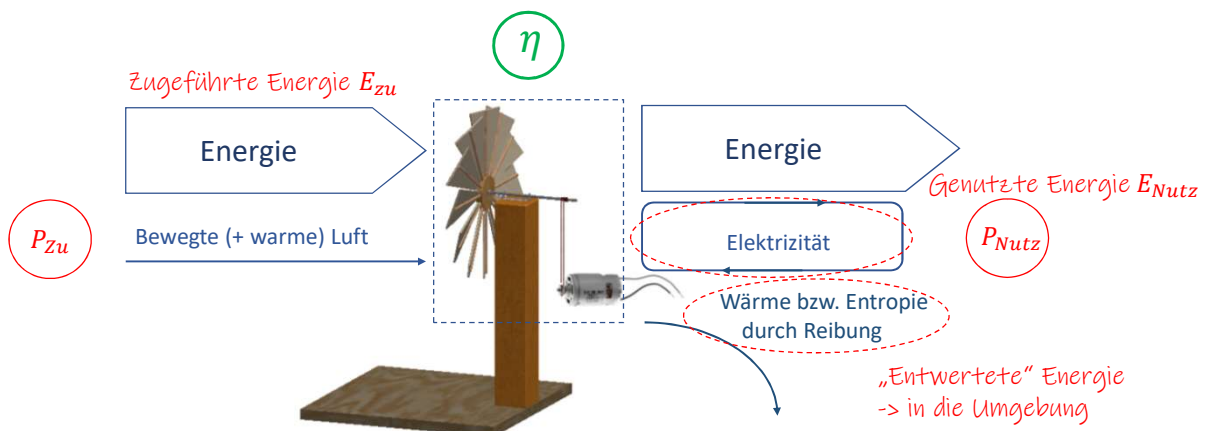 η
Zugeführte Energie E_Zu
Energie
Energie
Genutzte Energie E_Nutz
P_Zu
Bewegte (+ warme) Luft
Elektrizität
P_Nutz
Wärme bzw. Entropie
durch Reibung
„Entwertete“ Energie
-> in die Umgebung